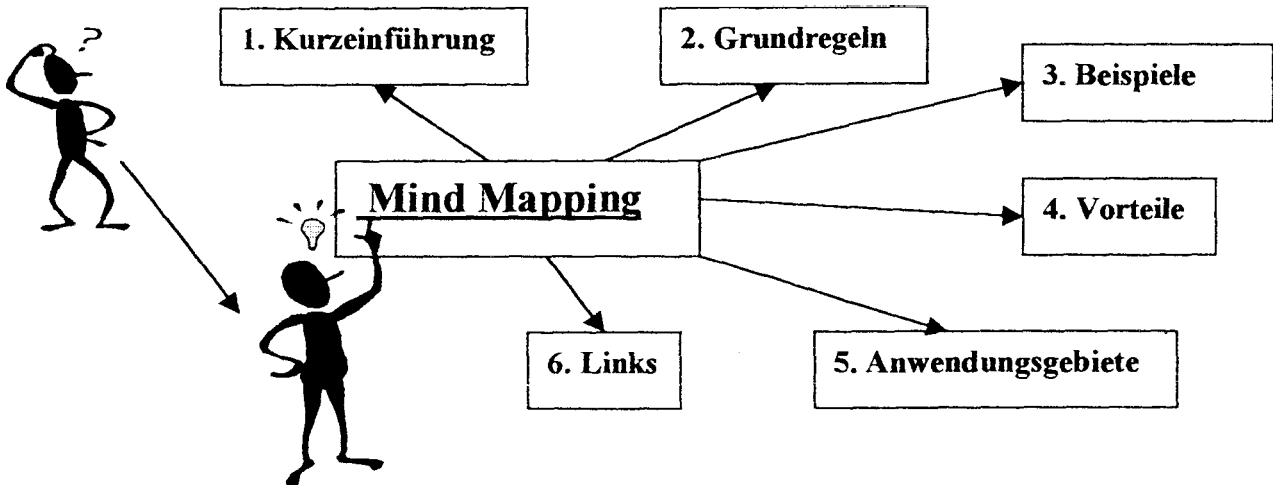 ?
1. Kurzeinführung
2. Grundregeln
3. Beispiele
Mind Mapping
4. Vorteile
6. Links
5. Anwendungsgebiete